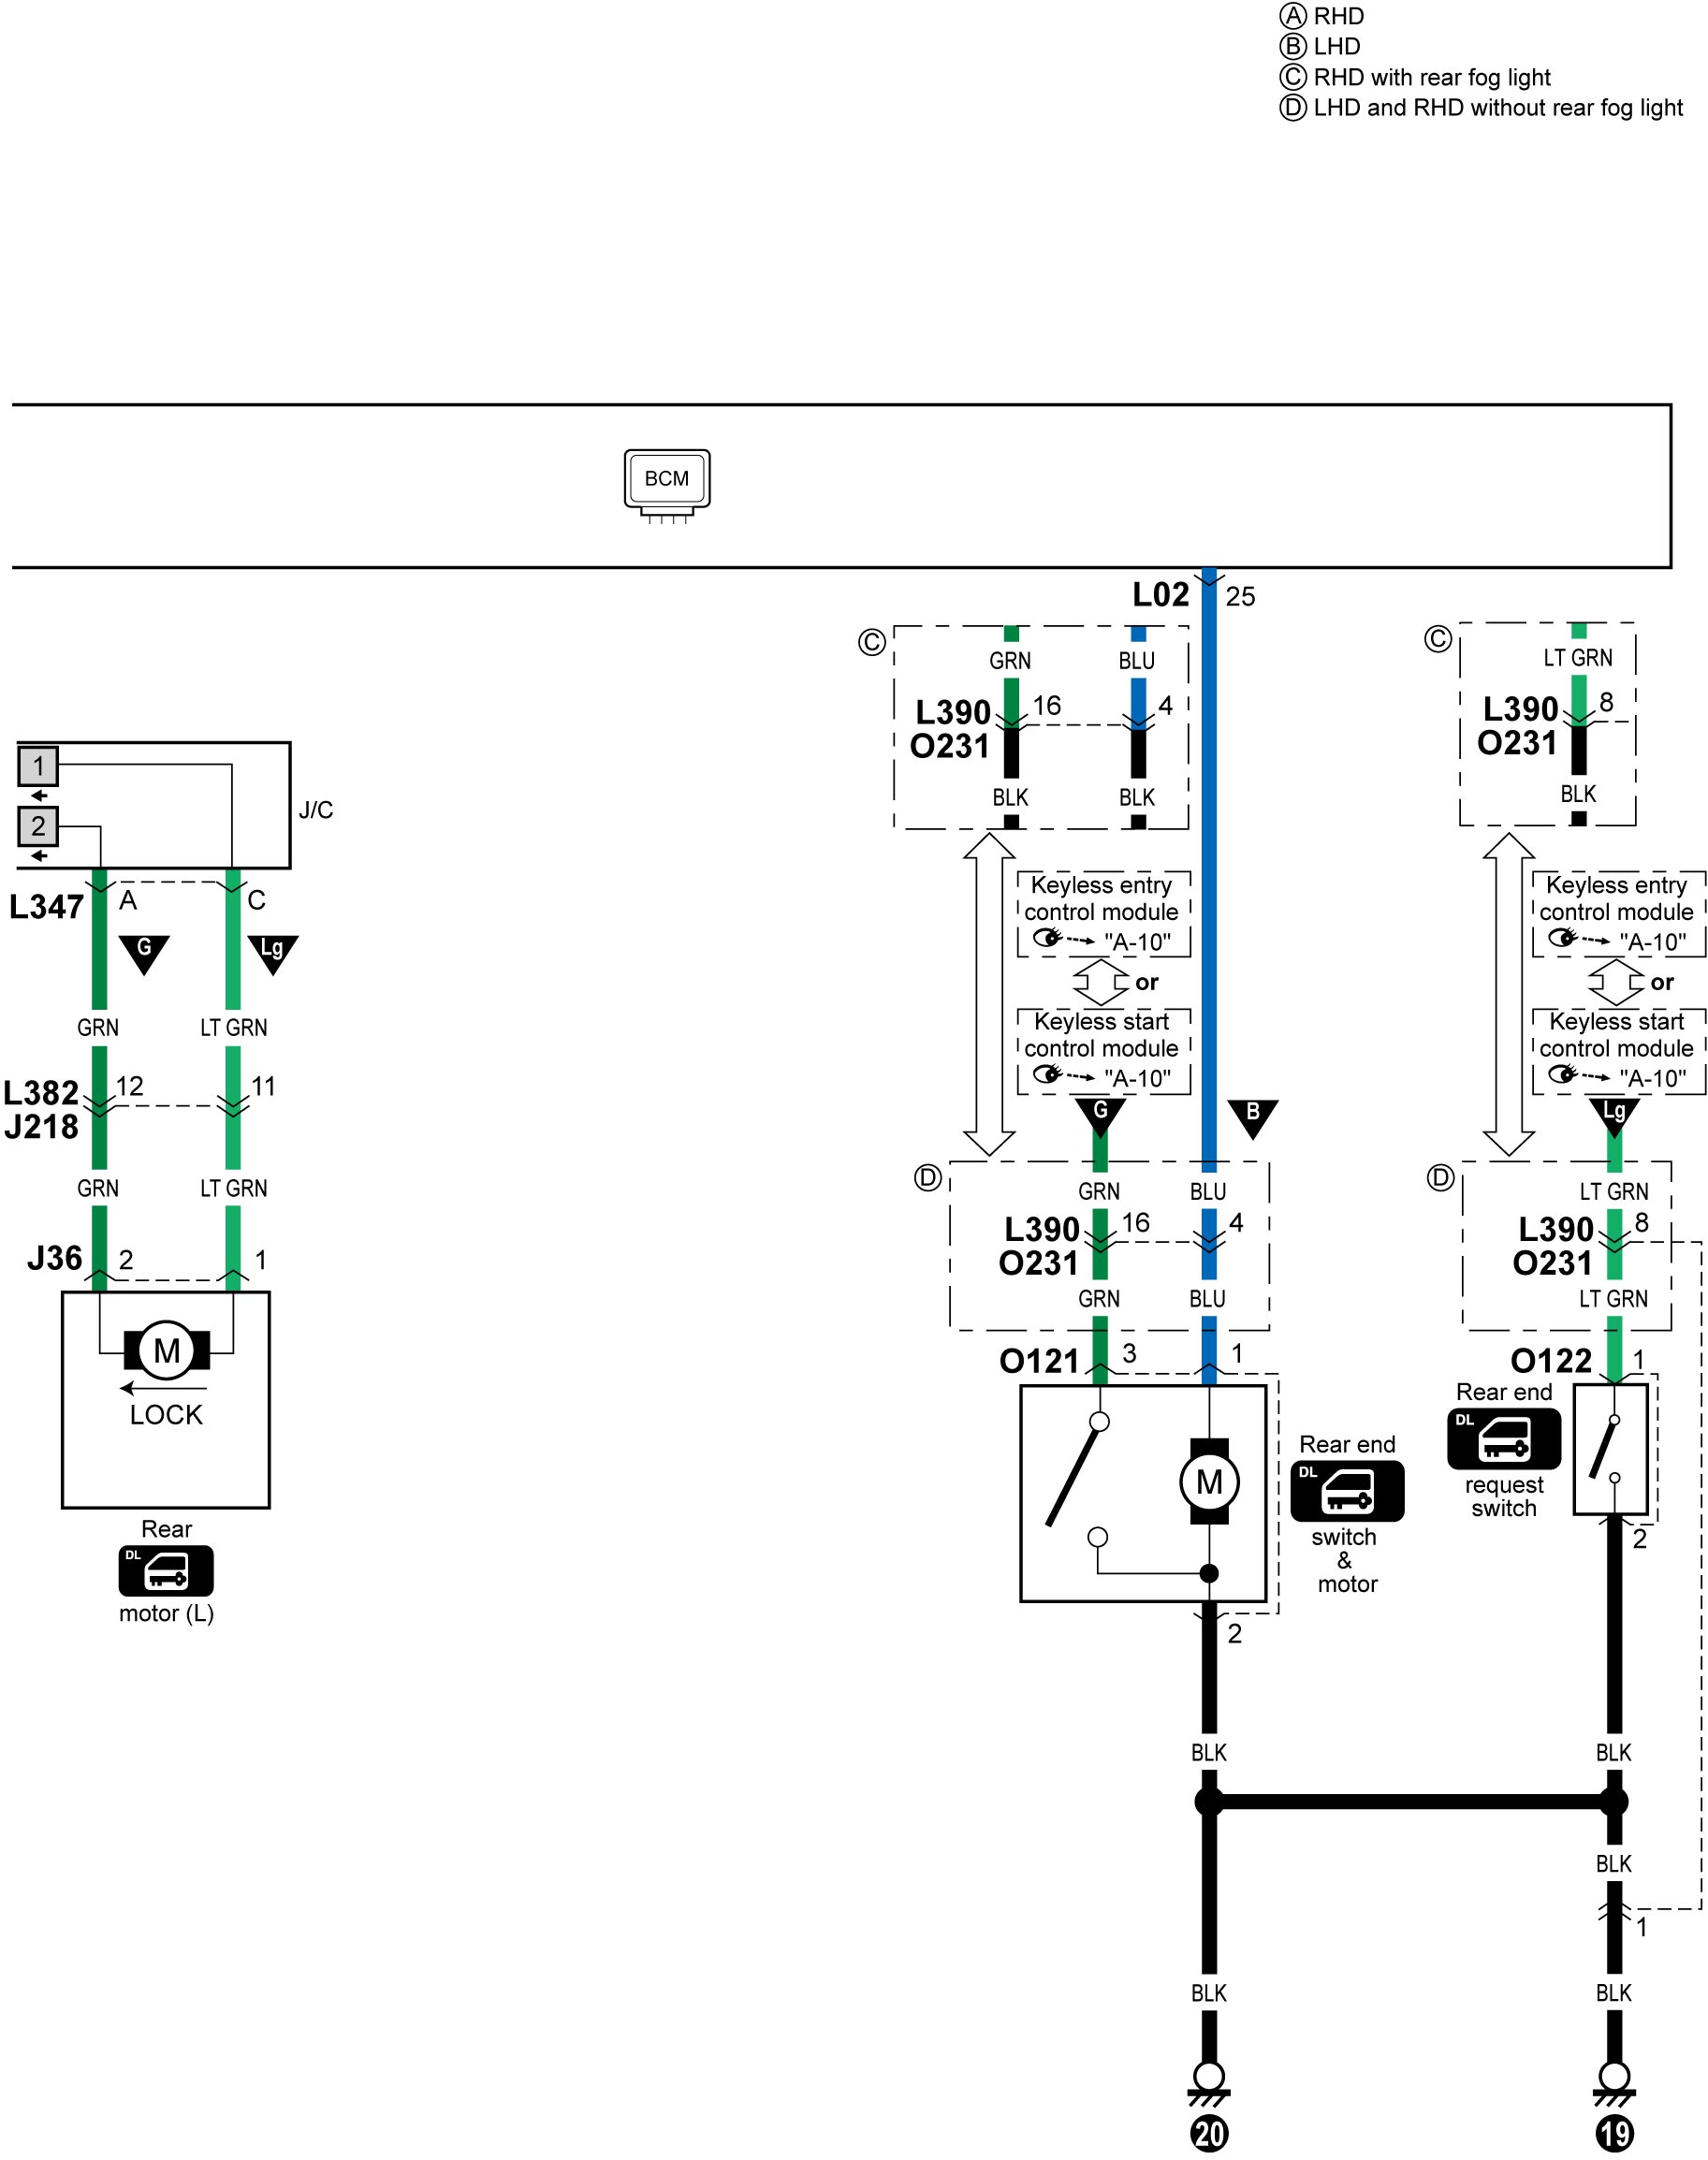 Ⓐ RHD
Ⓑ LHD
Ⓒ RHD with rear fog light
Ⓓ LHD and RHD without rear fog light
BCM
L02 25
Ⓒ
GRN BLU
L390 16 4
O231
BLK BLK
Ⓒ
LT GRN
L390 8
O231
BLK
1
2
J/C
L347 A C
G Lg
GRN LT GRN
L382 12 11
J218
GRN LT GRN
J36 2 1
M
LOCK
Rear
DL
motor (L)
Keyless entry
control module
"A-10"
or
Keyless start
control module
"A-10"
G B
Ⓓ
GRN BLU
L390 16 4
O231
GRN BLU
O121 3 1
M
Rear end
DL
switch
&
motor
2
BLK
BLK
20
Keyless entry
control module
"A-10"
or
Keyless start
control module
"A-10"
Lg
Ⓓ
LT GRN
L390 8
O231
LT GRN
O122 1
Rear end
DL
request
switch
2
BLK
BLK
1
BLK
19